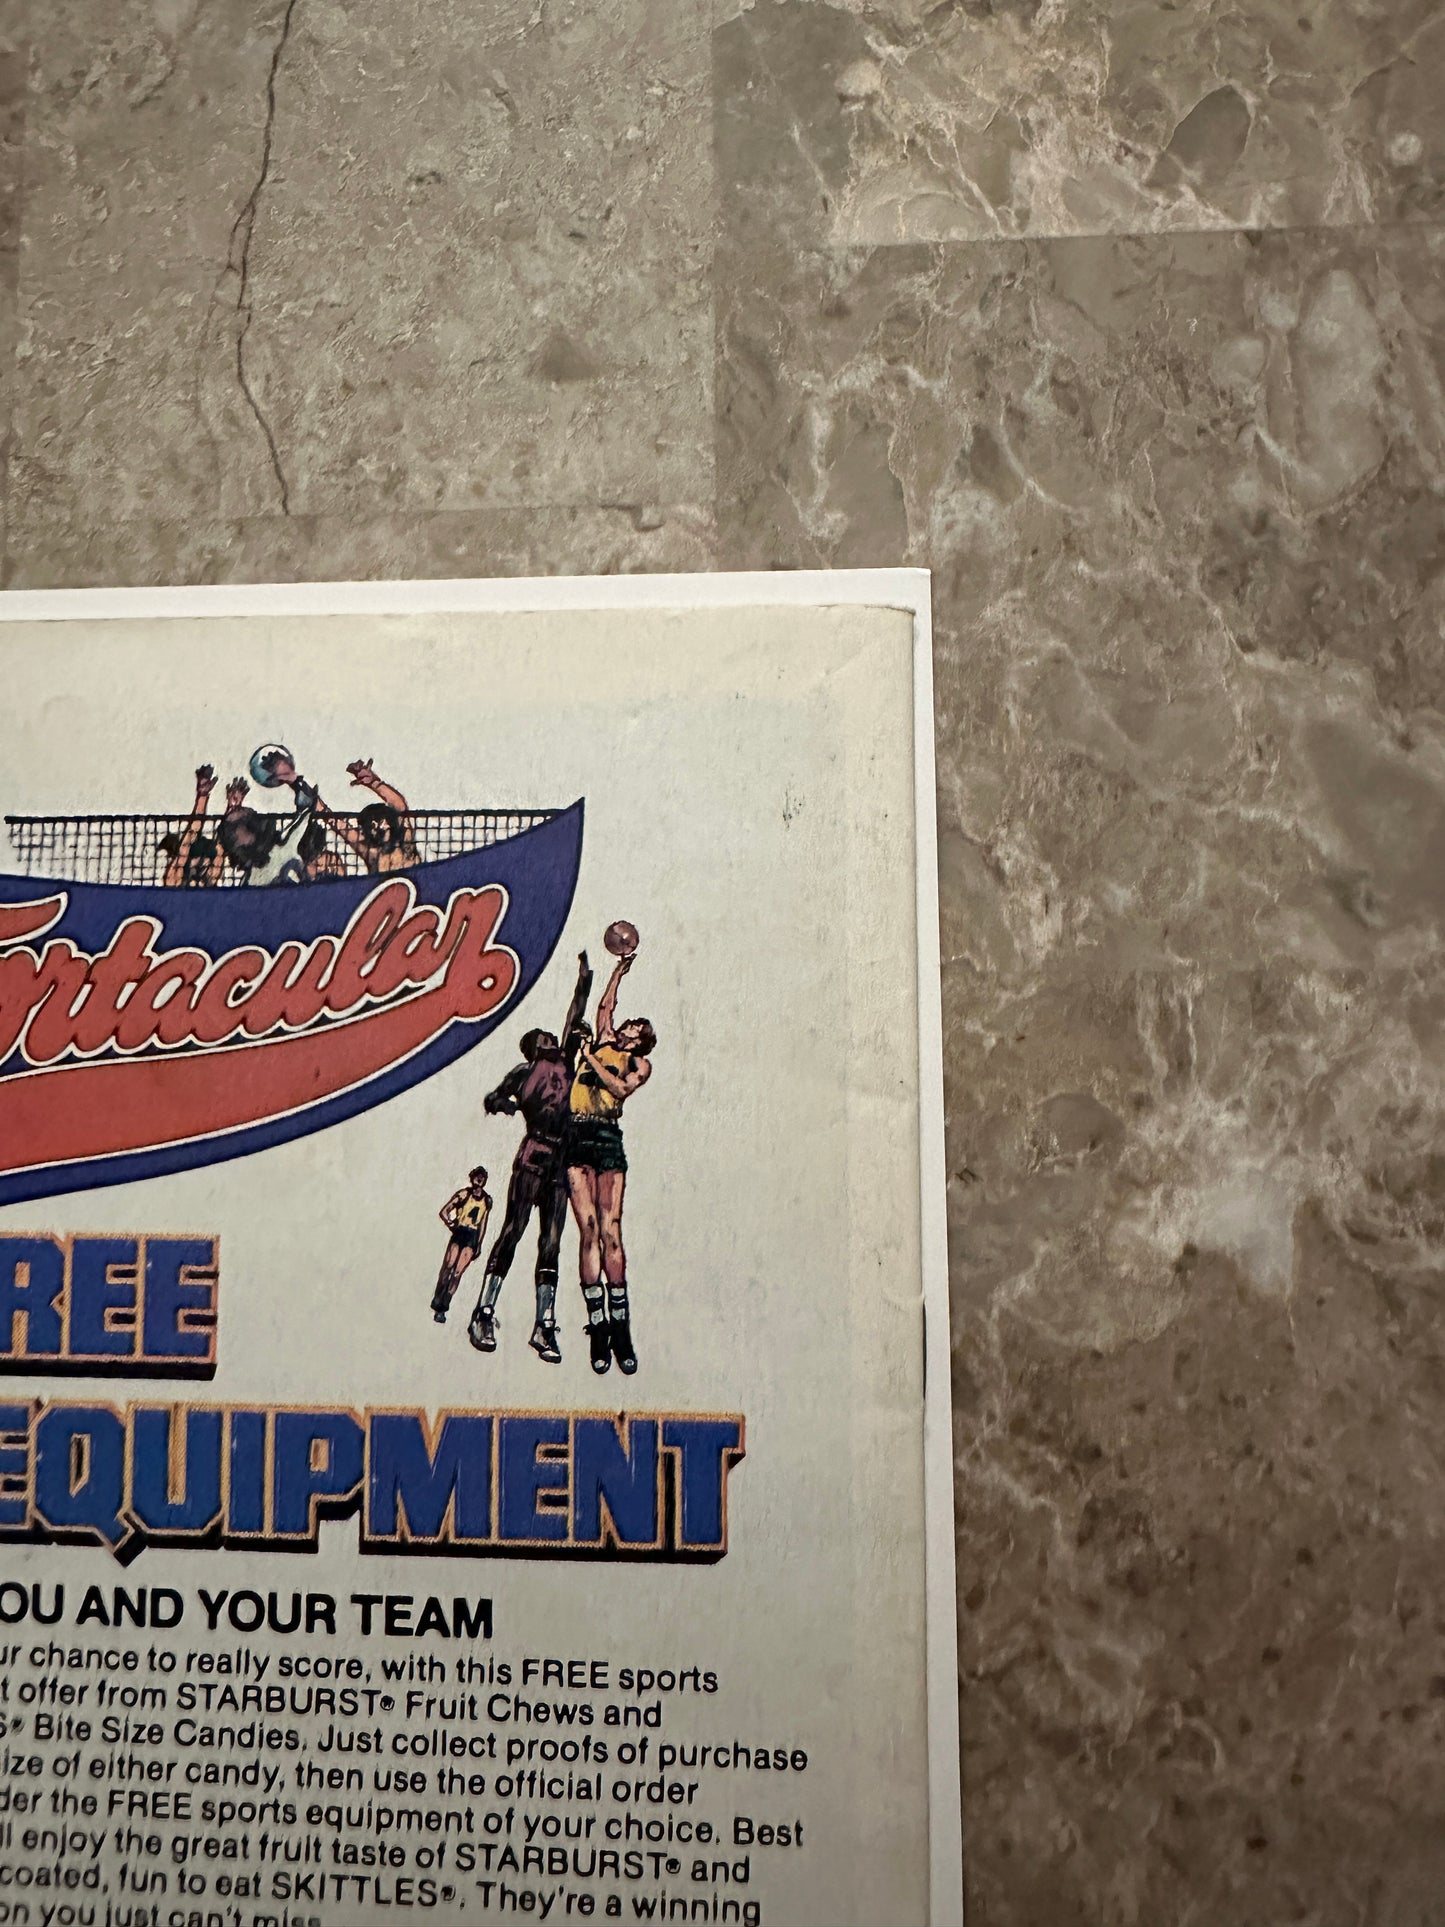 ortacular
REE
EQUIPMENT
OU AND YOUR TEAM
ur chance to really score, with this FREE sports
t offer from STARBURST® Fruit Chews and
S® Bite Size Candies. Just collect proofs of purchase
ize of either candy, then use the official order
der the FREE sports equipment of your choice. Best
ll enjoy the great fruit taste of STARBURST® and
coated, fun to eat SKITTLES®. They're a winning
on you just can't miss